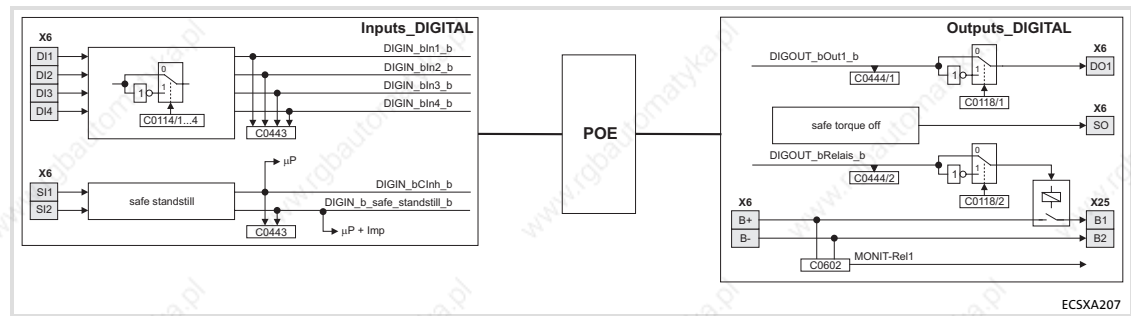 Inputs_DIGITAL
X6
DI1
DI2
DI3
DI4
0
1
1
C0114/1...4
DIGIN_bIn1_b
DIGIN_bIn2_b
DIGIN_bIn3_b
DIGIN_bIn4_b
C0443
X6
SI1
SI2
safe standstill
µP
DIGIN_bCInh_b
DIGIN_b_safe_standstill_b
C0443
µP + Imp
POE
Outputs_DIGITAL
DIGOUT_bOut1_b
C0444/1
0
1
1
C0118/1
X6
DO1
safe torque off
X6
SO
DIGOUT_bRelais_b
C0444/2
0
1
1
C0118/2
X6
B+
B-
X25
B1
B2
C0602
MONIT-Rel1
ECSXA207
www.rgbautomatyka.pl